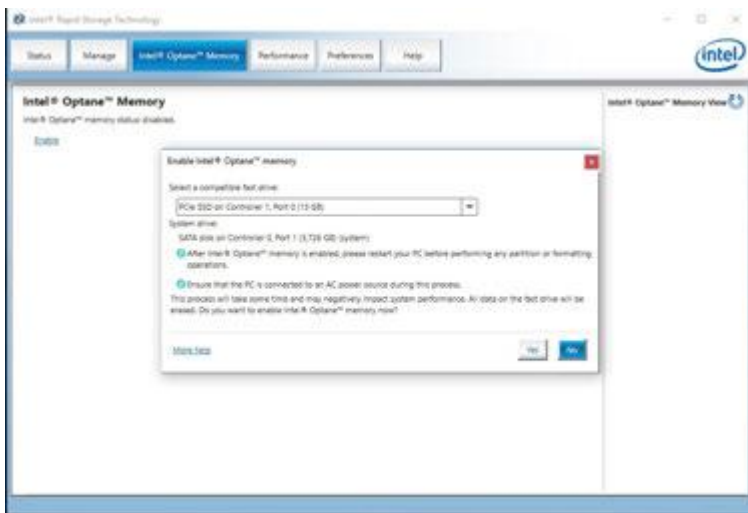 Intel® Rapid Storage Technology
Status
Manage
Intel® Optane™ Memory
Performance
Preferences
Help
intel
Intel® Optane™ Memory
Intel® Optane™ memory status: disabled.
Enable
Intel® Optane™ Memory View
Enable Intel® Optane™ memory
Select a compatible fast drive:
PCIe SSD on Controller 1, Port 0 (13 GB)
System drive:
SATA disk on Controller 0, Port 1 (3,726 GB) (system)
After Intel® Optane™ memory is enabled, please restart your PC before performing any partition or formatting
operations.
Ensure that the PC is connected to an AC power source during this process.
This process will take some time and may negatively impact system performance. All data on the fast drive will be
erased. Do you want to enable Intel® Optane™ memory now?
More help
Yes
No